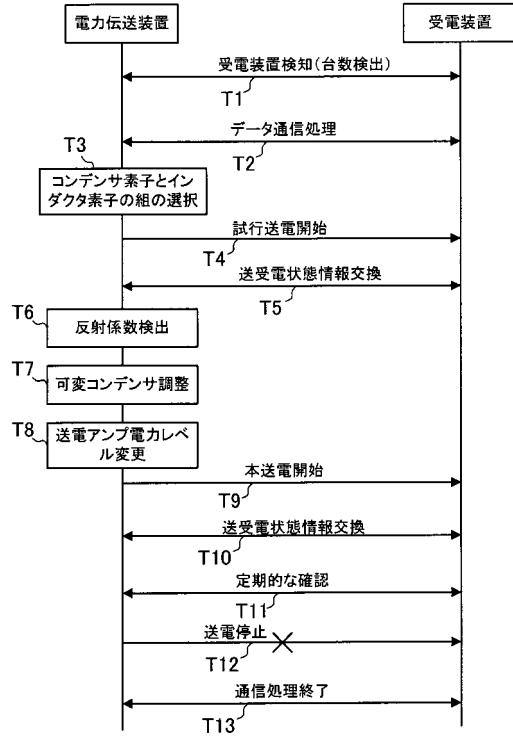 電力伝送装置
受電装置
受電装置検知(台数検出)
T1
データ通信処理
T2
T3
コンデンサ素子とイン
ダクタ素子の組の選択
試行送電開始
T4
送受電状態情報交換
T5
T6
反射係数検出
T7
可変コンデンサ調整
T8
送電アンプ電力レベ
ル変更
本送電開始
T9
送受電状態情報交換
T10
定期的な確認
T11
送電停止
T12
通信処理終了
T13